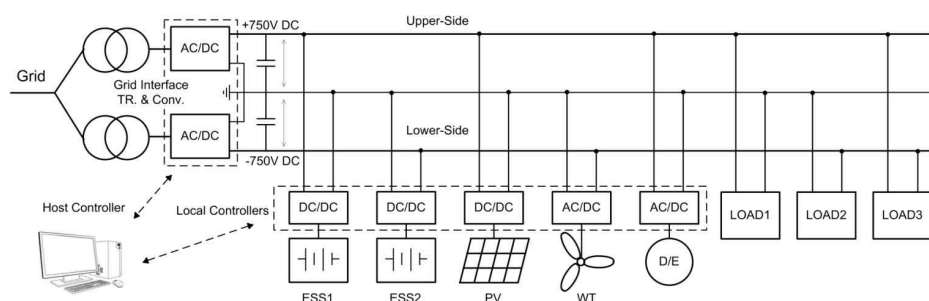 +750V DC
Upper-Side
AC/DC
Grid
Grid Interface
TR. & Conv.
AC/DC
Lower-Side
-750V DC
Host Controller
Local Controllers
DC/DC
DC/DC
DC/DC
AC/DC
AC/DC
LOAD1
LOAD2
LOAD3
D/E
ESS1
ESS2
PV
WT